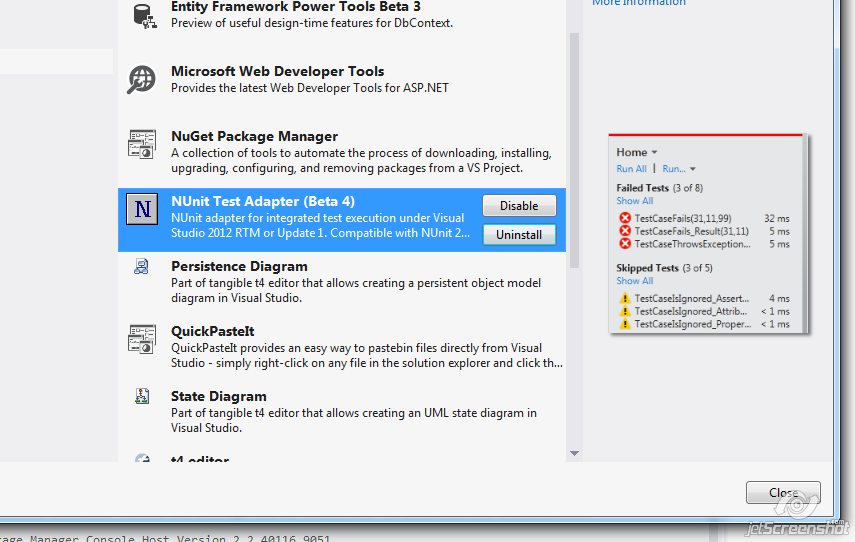 Entity Framework Power Tools Beta 3
More Information
Preview of useful design-time features for DbContext.
Microsoft Web Developer Tools
Provides the latest Web Developer Tools for ASP.NET
NuGet Package Manager
A collection of tools to automate the process of downloading, installing,
upgrading, configuring, and removing packages from a VS Project.
NUnit Test Adapter (Beta 4)
NUnit adapter for integrated test execution under Visual
Studio 2012 RTM or Update 1. Compatible with NUnit 2...
N
Disable
Uninstall
Persistence Diagram
Part of tangible t4 editor that allows creating a persistent object model
diagram in Visual Studio.
QuickPasteIt
QuickPasteIt provides an easy way to pastebin files directly from Visual
Studio - simply right-click on any file in the solution explorer and click th...
State Diagram
Part of tangible t4 editor that allows creating an UML state diagram in
Visual Studio.
t4 editor
Home
Run All | Run...
Failed Tests (3 of 8)
Show All
TestCaseFails(31,11,99) 32 ms
TestCaseFails_Result(31,11) 5 ms
TestCaseThrowsException... 5 ms
Skipped Tests (3 of 5)
Show All
TestCaseIsIgnored_Assert... 4 ms
TestCaseIsIgnored_Attrib... < 1 ms
TestCaseIsIgnored_Proper... < 1 ms
Close
jetScreenshot
.com
kage Manager Console Host Version 2.2.40116.9051